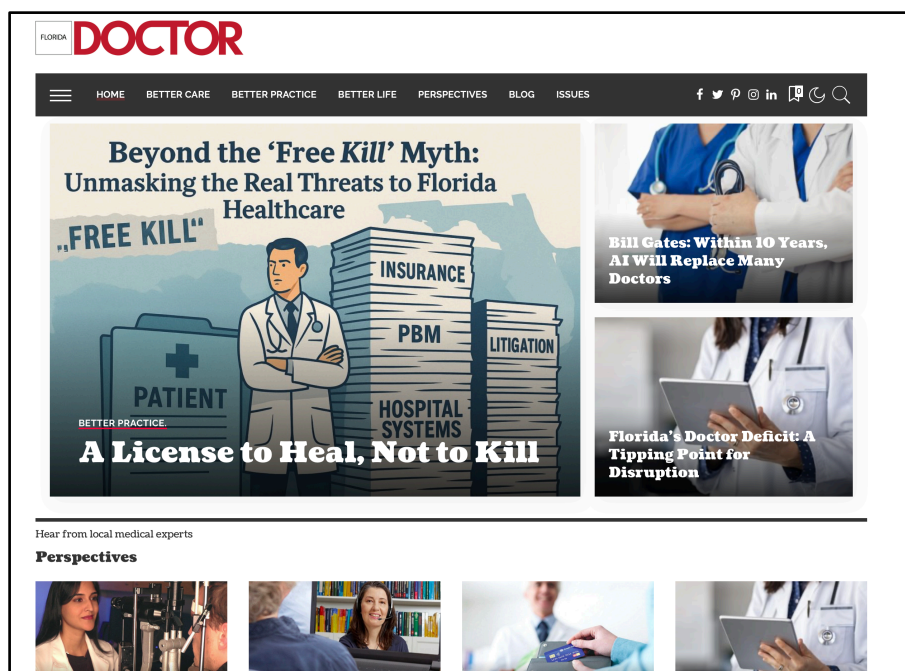 FLORIDA DOCTOR
HOME BETTER CARE BETTER PRACTICE BETTER LIFE PERSPECTIVES BLOG ISSUES
0
Beyond the ‘Free Kill’ Myth:
Unmasking the Real Threats to Florida
Healthcare
„FREE KILL“
INSURANCE
PBM
LITIGATION
PATIENT
HOSPITAL
SYSTEMS
BETTER PRACTICE.
A License to Heal, Not to Kill
Bill Gates: Within 10 Years,
AI Will Replace Many
Doctors
Florida’s Doctor Deficit: A
Tipping Point for
Disruption
Hear from local medical experts
Perspectives